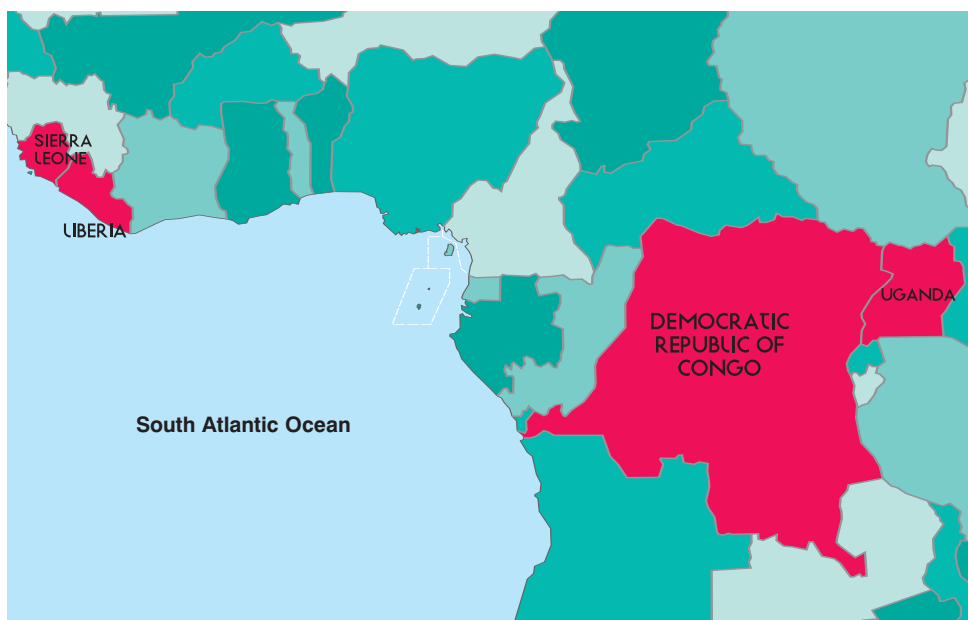 SIERRA
LEONE
LIBERIA
UGANDA
DEMOCRATIC
REPUBLIC OF
CONGO
South Atlantic Ocean